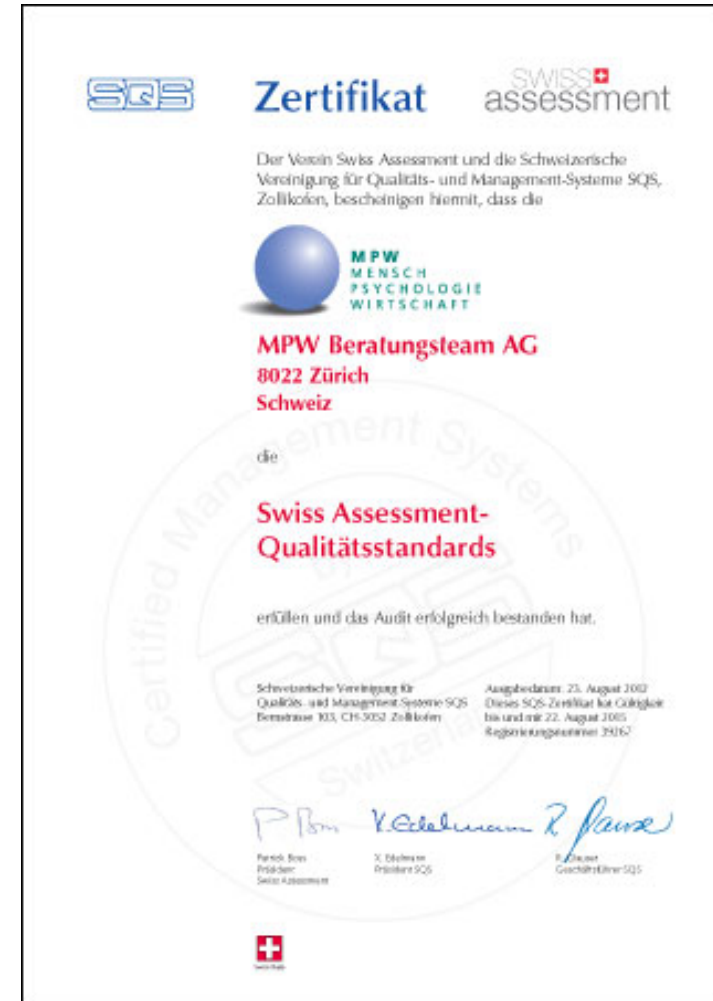 SQS
Zertifikat
SWISS
assessment
Der Verein Swiss Assessment und die Schweizerische
Vereinigung für Qualitäts- und Management-Systeme SQS,
Zollikofen, bescheinigen hiermit, dass die
MPW
MENSCH
PSYCHOLOGIE
WIRTSCHAFT
MPW Beratungsteam AG
8022 Zürich
Schweiz
die
Swiss Assessment-
Qualitätsstandards
erfüllen und das Audit erfolgreich bestanden hat.
Certified Management Systems
Switzerland
Schweizerische Vereinigung für
Qualitäts- und Management-Systeme SQS
Bernstrasse 103, CH-3052 Zollikofen
Ausgabedatum: 23. August
Dieses SQS-Zertifikat hat Gültigkeit
bis und mit 22. August
Registrierungsnummer 39267
X. Edelmann
Patrick Boss
Präsident
Swiss Assessment
X. Edelmann
Präsident SQS
Geschäftsführer SQS